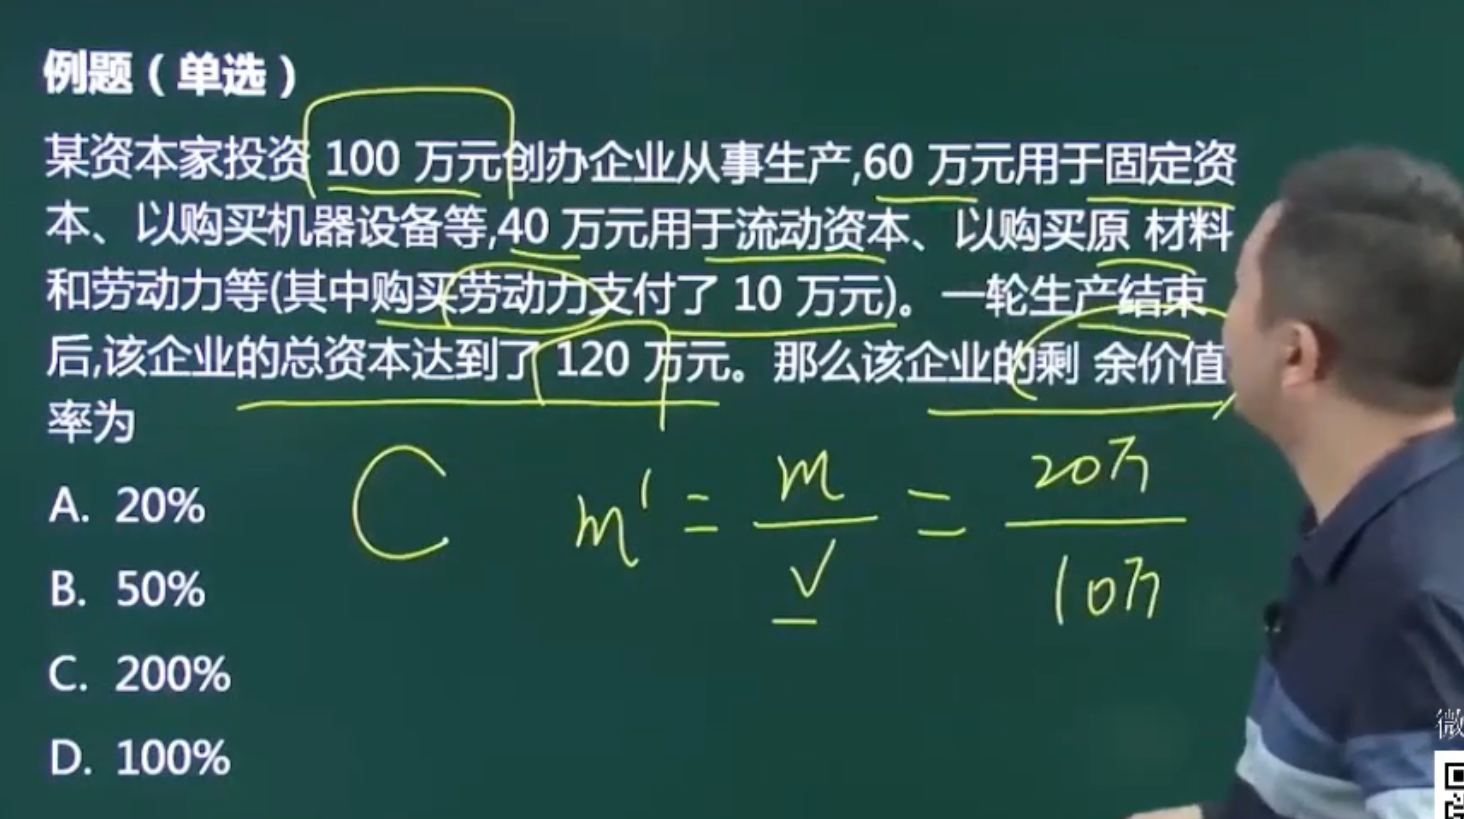 例题（单选）
某资本家投资 100 万元创办企业从事生产,60 万元用于固定资
本、以购买机器设备等,40 万元用于流动资本、以购买原 材料
和劳动力等(其中购买劳动力支付了 10 万元)。一轮生产结束
后,该企业的总资本达到了 120 万元。那么该企业的剩 余价值
率为
C m' = m/v = 20万/10万
A. 20%
B. 50%
C. 200%
D. 100%
微